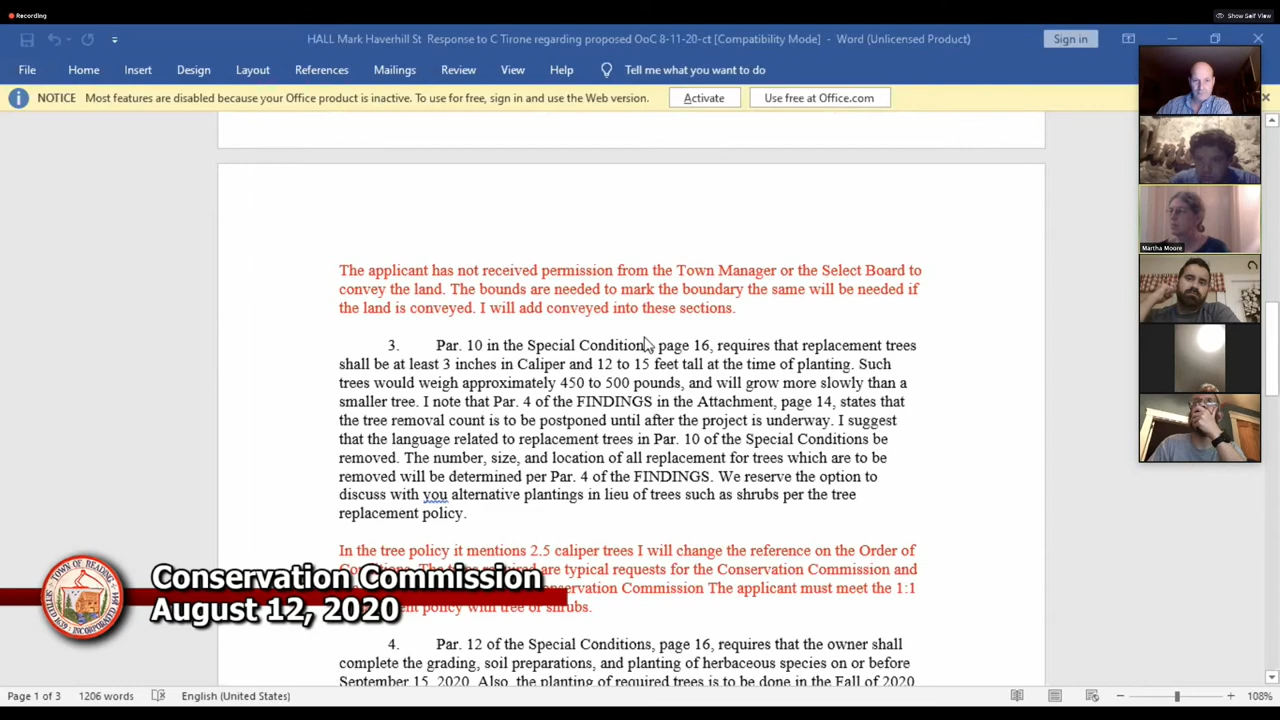 Recording
Show Self View
HALL Mark Haverhill St Response to C Tirone regarding proposed OoC 8-11-20-ct [Compatibility Mode] - Word (Unlicensed Product)
Sign in
File Home Insert Design Layout References Mailings Review View Help Tell me what you want to do
NOTICE Most features are disabled because your Office product is inactive. To use for free, sign in and use the Web version. Activate Use free at Office.com
The applicant has not received permission from the Town Manager or the Select Board to
convey the land. The bounds are needed to mark the boundary the same will be needed if
the land is conveyed. I will add conveyed into these sections.
3. Par. 10 in the Special Condition, page 16, requires that replacement trees
shall be at least 3 inches in Caliper and 12 to 15 feet tall at the time of planting. Such
trees would weigh approximately 450 to 500 pounds, and will grow more slowly than a
smaller tree. I note that Par. 4 of the FINDINGS in the Attachment, page 14, states that
the tree removal count is to be postponed until after the project is underway. I suggest
that the language related to replacement trees in Par. 10 of the Special Conditions be
removed. The number, size, and location of all replacement for trees which are to be
removed will be determined per Par. 4 of the FINDINGS. We reserve the option to
discuss with you alternative plantings in lieu of trees such as shrubs per the tree
replacement policy.
In the tree policy it mentions 2.5 caliper trees I will change the reference on the Order of
are typical requests for the Conservation Commission and
Conservation Commission The applicant must meet the 1:1
policy with tree or shrubs.
4. Par. 12 of the Special Conditions, page 16, requires that the owner shall
complete the grading, soil preparations, and planting of herbaceous species on or before
September 15, 2020. Also, the planting of required trees is to be done in the Fall of 2020
Martha Moore
TOWN OF READING
Conservation Commission
August 12, 2020
Page 1 of 3 1206 words English (United States) 108%